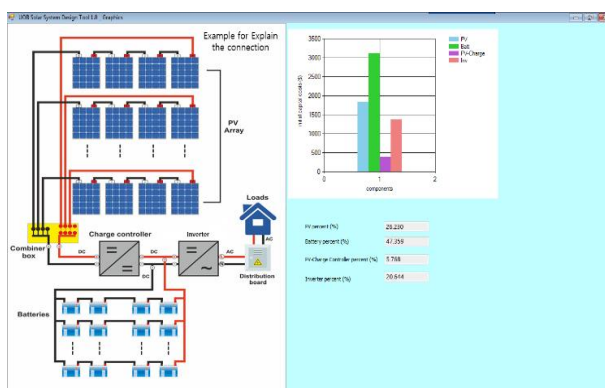 UOB Solar System Design Tool 1.0 . Graphics
Example for Explain
the connection
PV
Array
Combiner
box
DC
Charge controller
DC
DC
Inverter
AC
Loads
AC
Distribution
board
Batteries
3500
3000
2500
2000
1500
1000
500
0
0
1
2
components
PV
Batt
PV-Charge
Inv
PV percent (%)
26.230
Battery percent (%)
47.359
PV-Charge Controller percent (%)
5.768
Inverter percent (%)
20.644